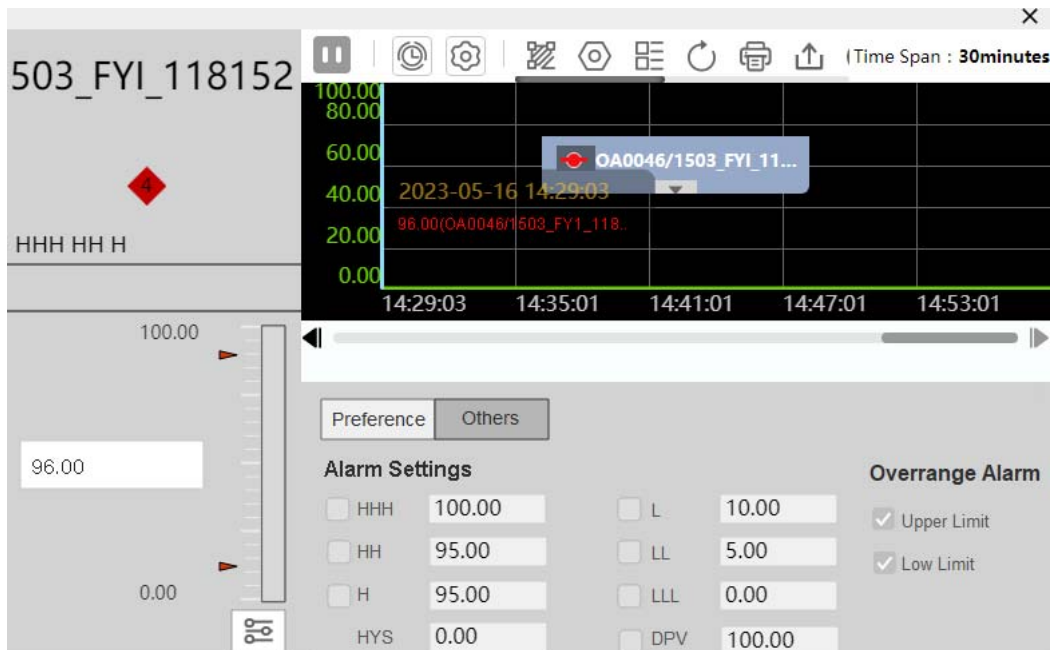 503_FYI_118152
4
HHH HH H
100.00
96.00
0.00
(Time Span : 30minutes
100.00
80.00
60.00
40.00
20.00
0.00
OA0046/1503_FYI_11...
2023-05-16 14:29:03
96.00(OA0046/1503_FY1_118..
14:29:03 14:35:01 14:41:01 14:47:01 14:53:01
Preference Others
Alarm Settings
HHH 100.00 L 10.00
HH 95.00 LL 5.00
H 95.00 LLL 0.00
HYS 0.00 DPV 100.00
Overrange Alarm
Upper Limit
Low Limit